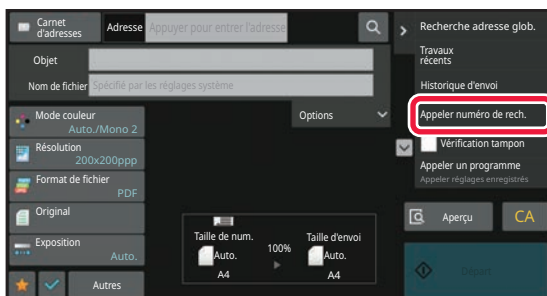 Carnet
d'adresses
Adresse
Appuyer pour entrer l'adresse
Objet
Nom de fichier
Spécifié par les réglages système
Mode couleur
Auto./Mono 2
Options
Résolution
200x200ppp
Format de fichier
PDF
Original
Exposition
Auto.
Autres
Taille de num.
Auto.
A4
100%
Taille d'envoi
Auto.
A4
Recherche adresse glob.
Travaux
récents
Historique d'envoi
Appeler numéro de rech.
Vérification tampon
Appeler un programme
Appeler réglages enregistrés
Aperçu
CA
Départ